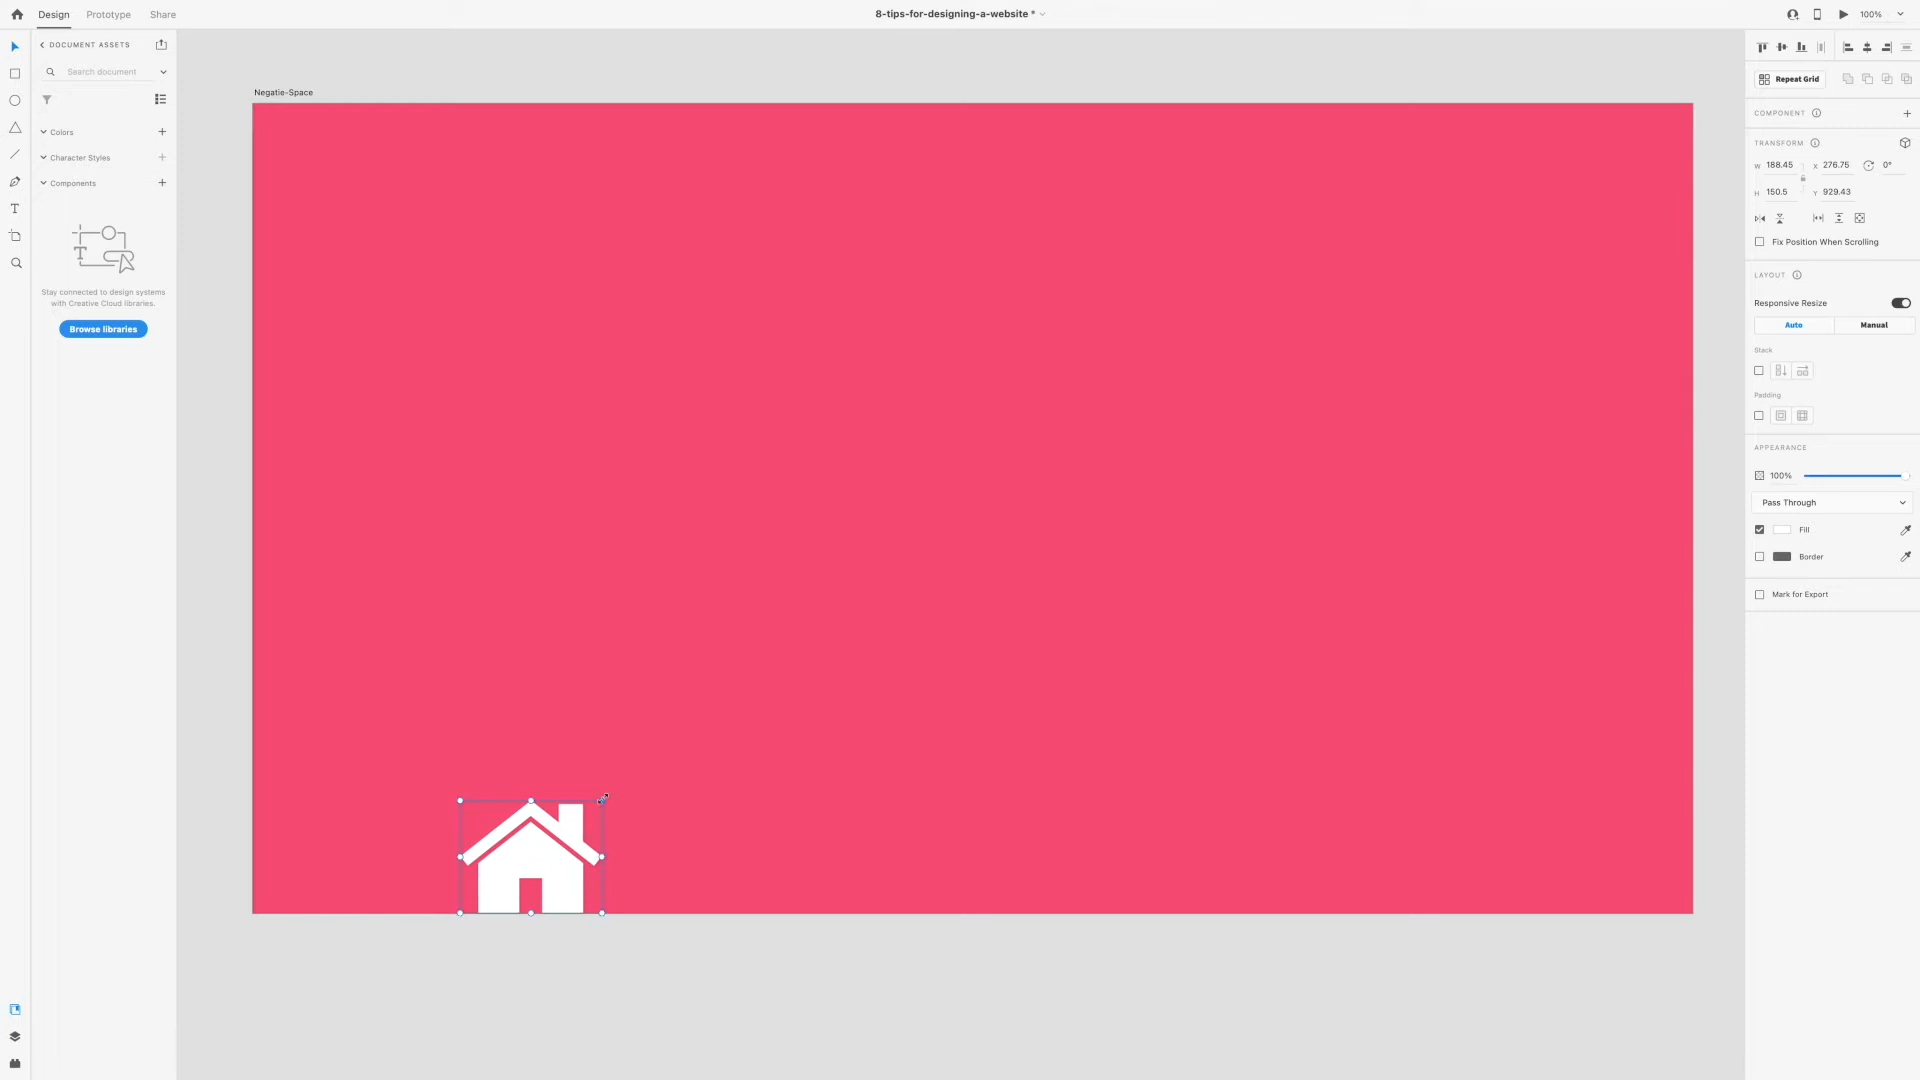 Design Prototype Share
8-tips-for-designing-a-website *
100%
DOCUMENT ASSETS
Search document
Colors
Character Styles
Components
Stay connected to design systems
with Creative Cloud libraries.
Browse libraries
T
Negatie-Space
Repeat Grid
COMPONENT
TRANSFORM
W 188.45 X 276.75 0°
H 150.5 Y 929.43
Fix Position When Scrolling
LAYOUT
Responsive Resize
Auto Manual
Stack
Padding
APPEARANCE
100%
Pass Through
Fill
Border
Mark for Export